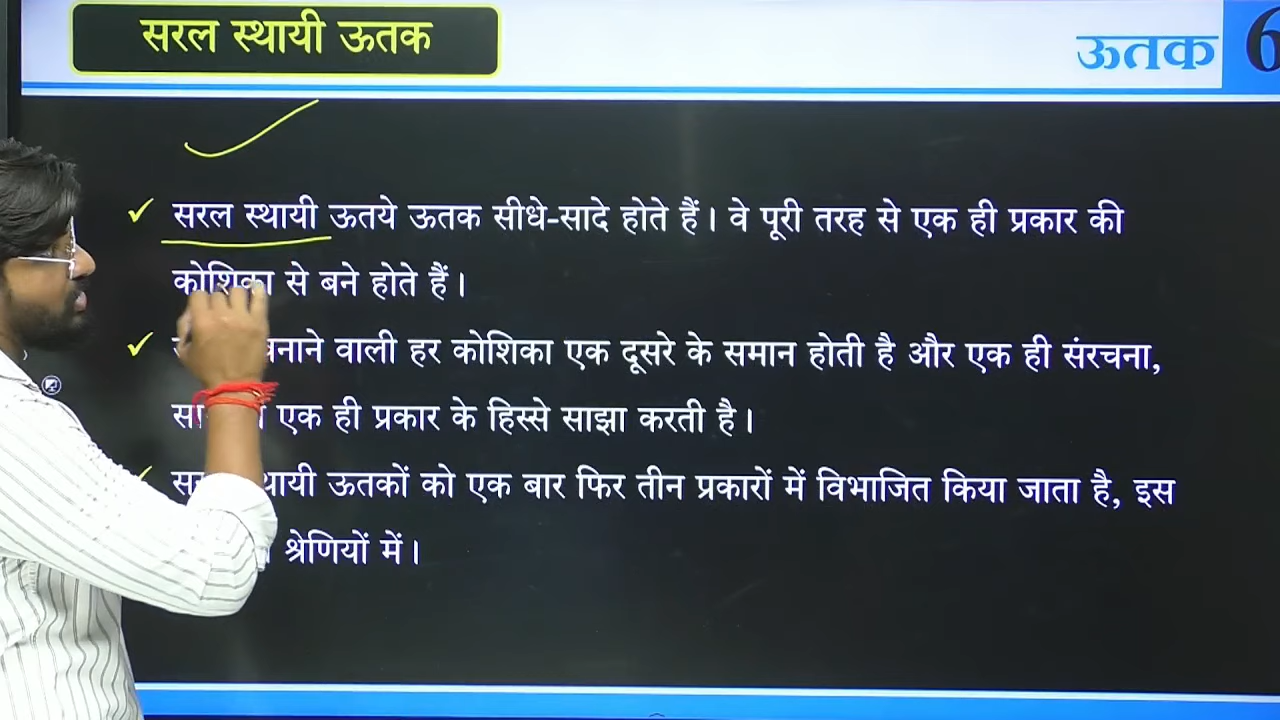 सरल स्थायी ऊतक
ऊतक 6
सरल स्थायी ऊतये ऊतक सीधे-सादे होते हैं। वे पूरी तरह से एक ही प्रकार की
कोशिका से बने होते हैं।
वाली हर कोशिका एक दूसरे के समान होती है और एक ही संरचना,
एक ही प्रकार के हिस्से साझा करती है।
ऊतकों को एक बार फिर तीन प्रकारों में विभाजित किया जाता है, इस
श्रेणियों में।